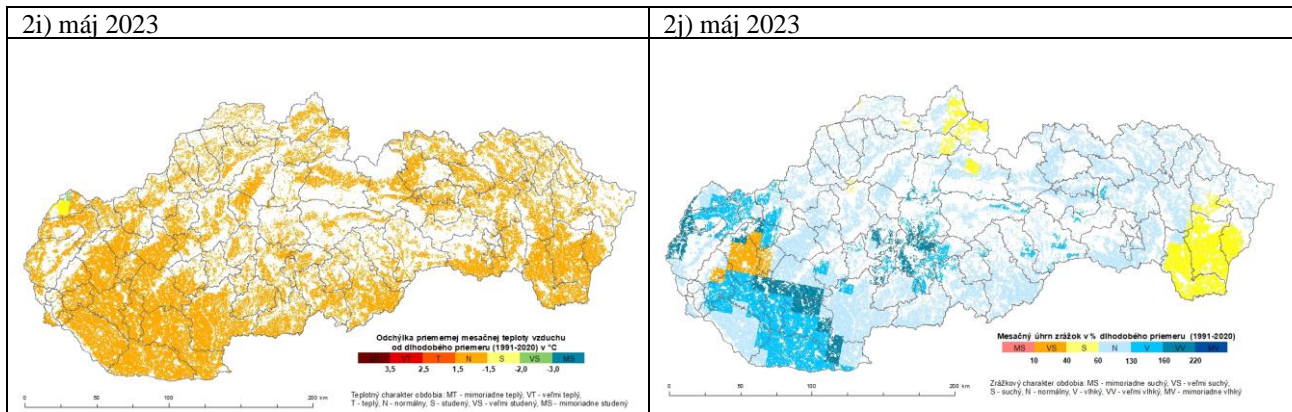 2i) máj 2023
2j) máj 2023
Odchýlka priemernej mesačnej teploty vzduchu
od dlhodobého priemeru (1991-2020) v °C
VT T N S VS MS
3,5 2,5 1,5 -1,5 -2,0 -3,0
0 50 100 200 km
Teplotný charakter obdobia: MT - mimoriadne teplý, VT - veľmi teplý,
T - teplý, N - normálny, S - studený, VS - veľmi studený, MS - mimoriadne studený
Mesačný úhrn zrážok v % dlhodobého priemeru (1991-2020)
MS VS S N V VV MV
10 40 60 130 160 220
0 50 100 200 km
Zrážkový charakter obdobia: MS - mimoriadne suchý, VS - veľmi suchý,
S - suchý, N - normálny, V - vlhký, VV - veľmi vlhký, MV - mimoriadne vlhký